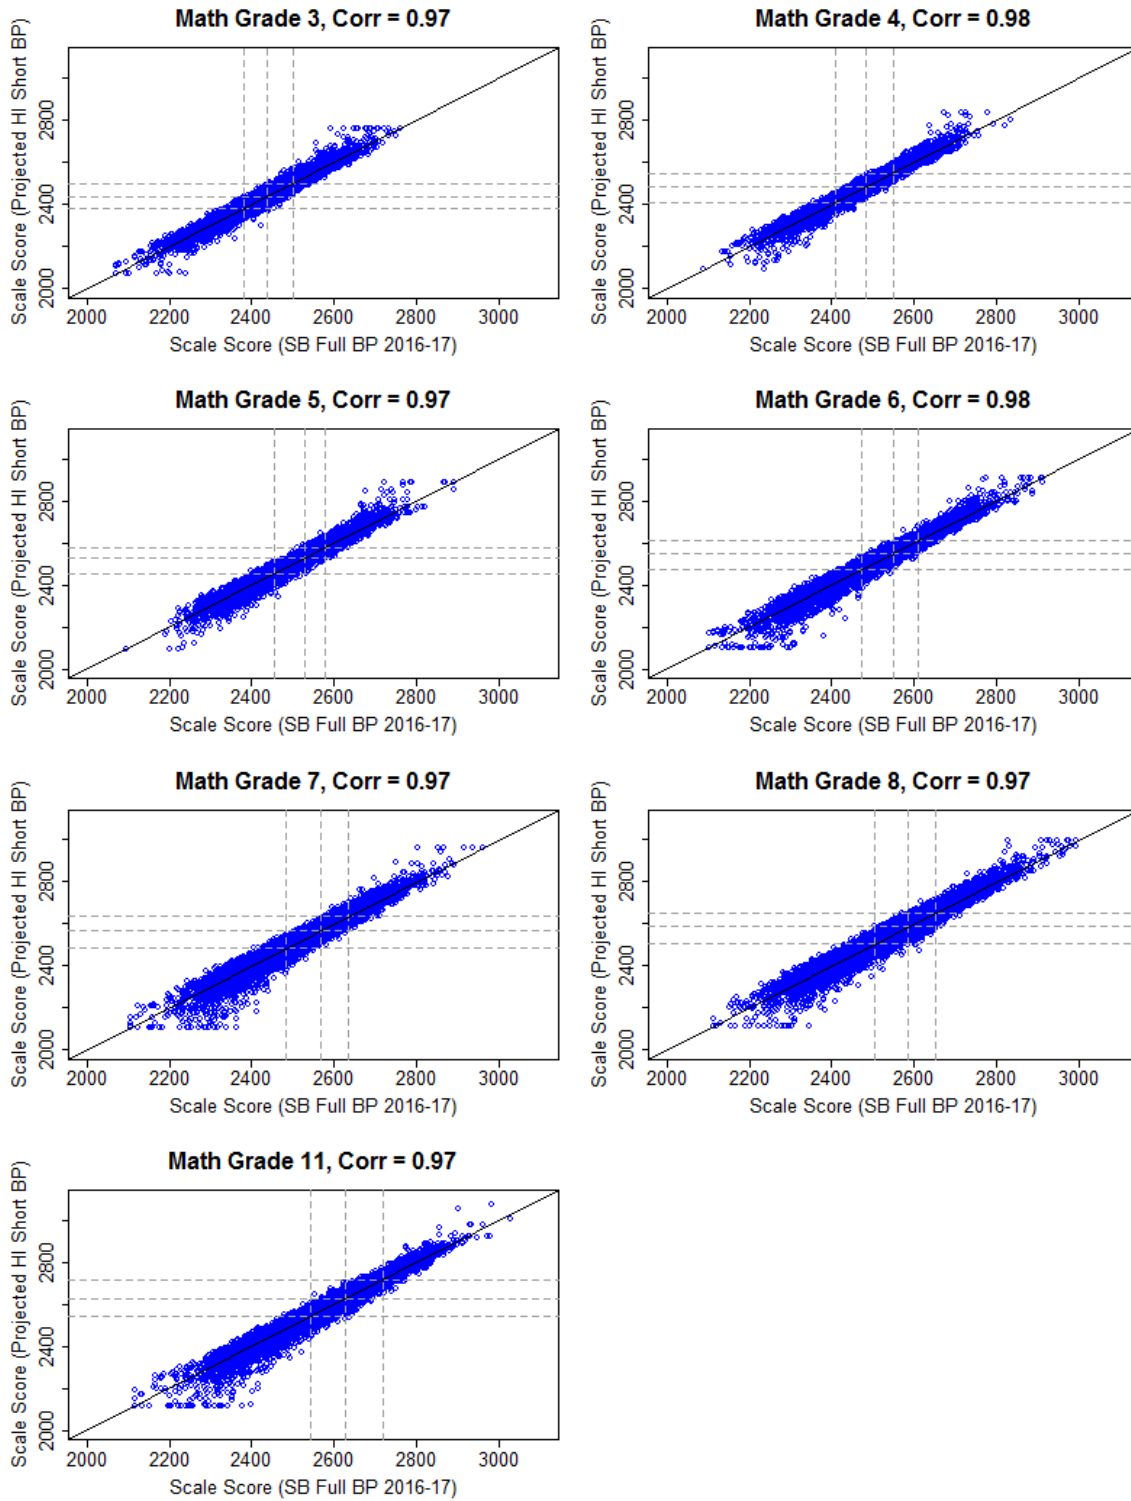 Math Grade 3, Corr = 0.97
Scale Score (Projected HI Short BP)
2800
2400
2000
2000 2200 2400 2600 2800 3000
Scale Score (SB Full BP 2016-17)
Math Grade 4, Corr = 0.98
Scale Score (Projected HI Short BP)
2800
2400
2000
2000 2200 2400 2600 2800 3000
Scale Score (SB Full BP 2016-17)
Math Grade 5, Corr = 0.97
Scale Score (Projected HI Short BP)
2800
2400
2000
2000 2200 2400 2600 2800 3000
Scale Score (SB Full BP 2016-17)
Math Grade 6, Corr = 0.98
Scale Score (Projected HI Short BP)
2800
2400
2000
2000 2200 2400 2600 2800 3000
Scale Score (SB Full BP 2016-17)
Math Grade 7, Corr = 0.97
Scale Score (Projected HI Short BP)
2800
2400
2000
2000 2200 2400 2600 2800 3000
Scale Score (SB Full BP 2016-17)
Math Grade 8, Corr = 0.97
Scale Score (Projected HI Short BP)
2800
2400
2000
2000 2200 2400 2600 2800 3000
Scale Score (SB Full BP 2016-17)
Math Grade 11, Corr = 0.97
Scale Score (Projected HI Short BP)
2800
2400
2000
2000 2200 2400 2600 2800 3000
Scale Score (SB Full BP 2016-17)